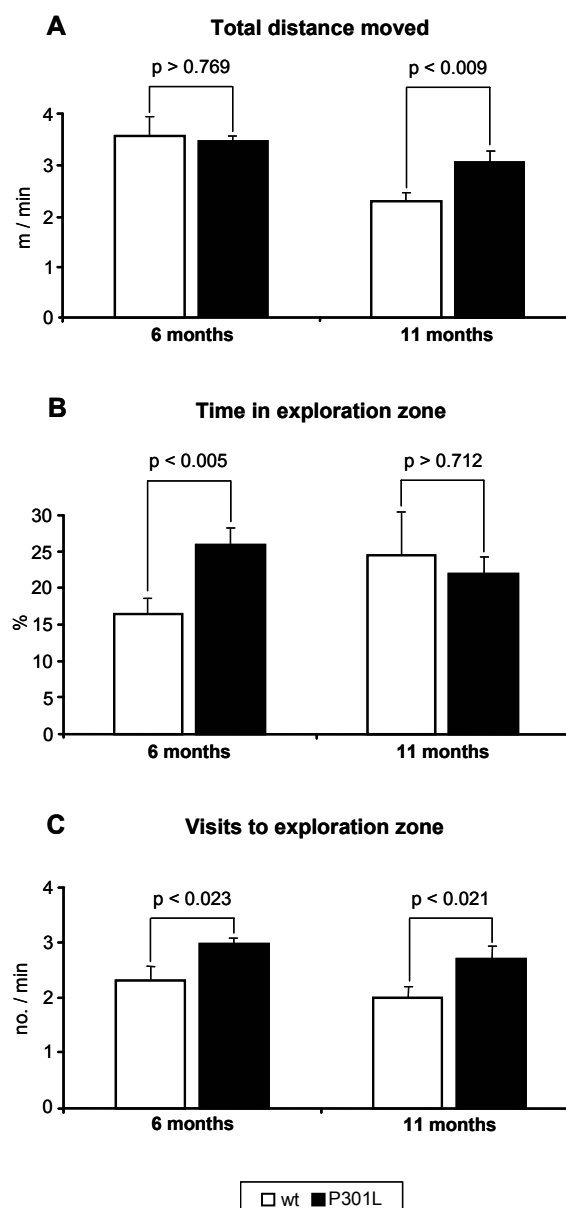 A Total distance moved
p > 0.769 p < 0.009
4
3
2
1
0
m / min
6 months 11 months
B Time in exploration zone
p < 0.005 p > 0.712
30
25
20
15
10
5
0
%
6 months 11 months
C Visits to exploration zone
p < 0.023 p < 0.021
4
3
2
1
0
no. / min
6 months 11 months
wt P301L